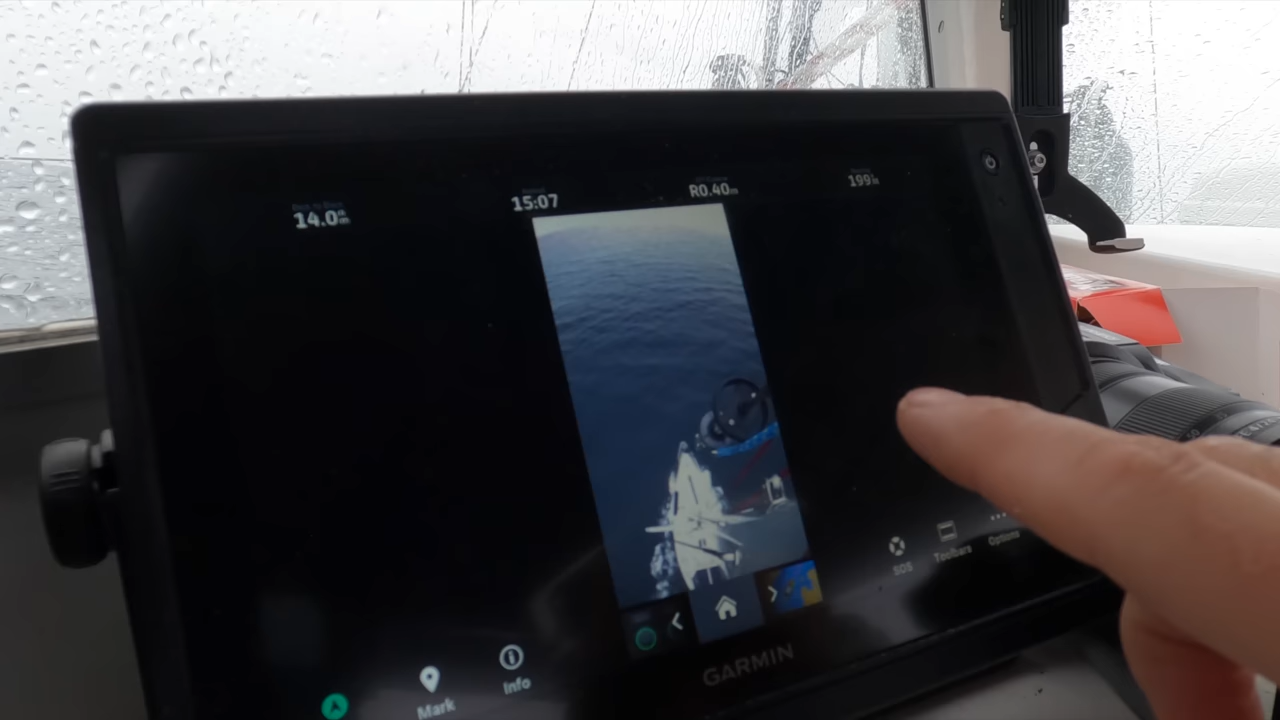 14.0
15:07
R0.40
199
SOS
Toolbars
Options
Info
Mark
GARMIN